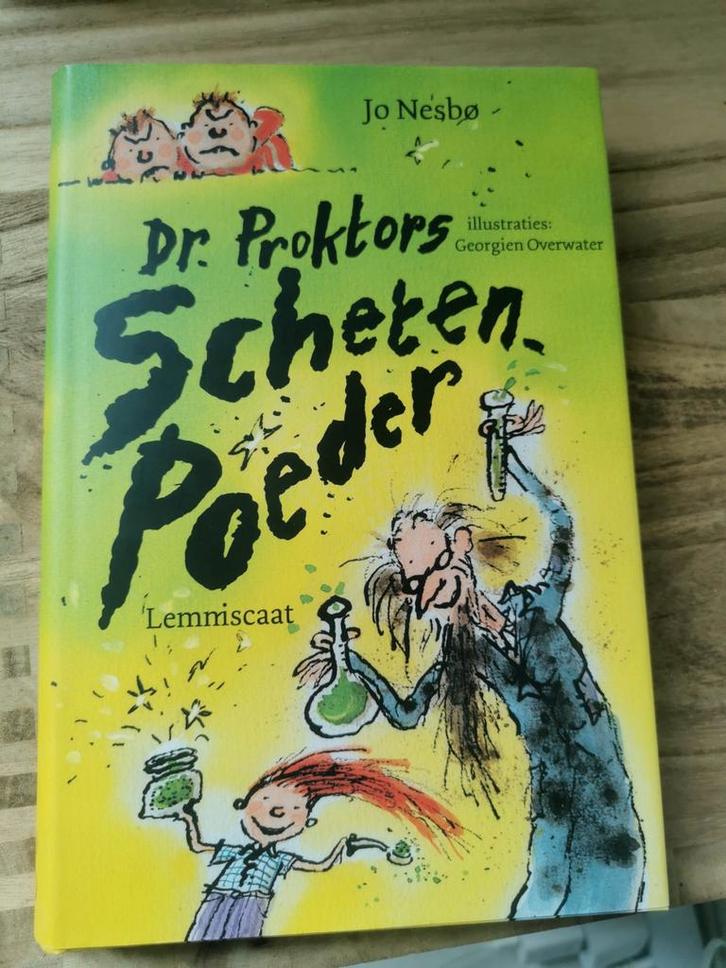 Jo Nesbø
Dr. Proktors
illustraties:
Georgien Overwater
Scheten-
Poeder
Lemniscaat